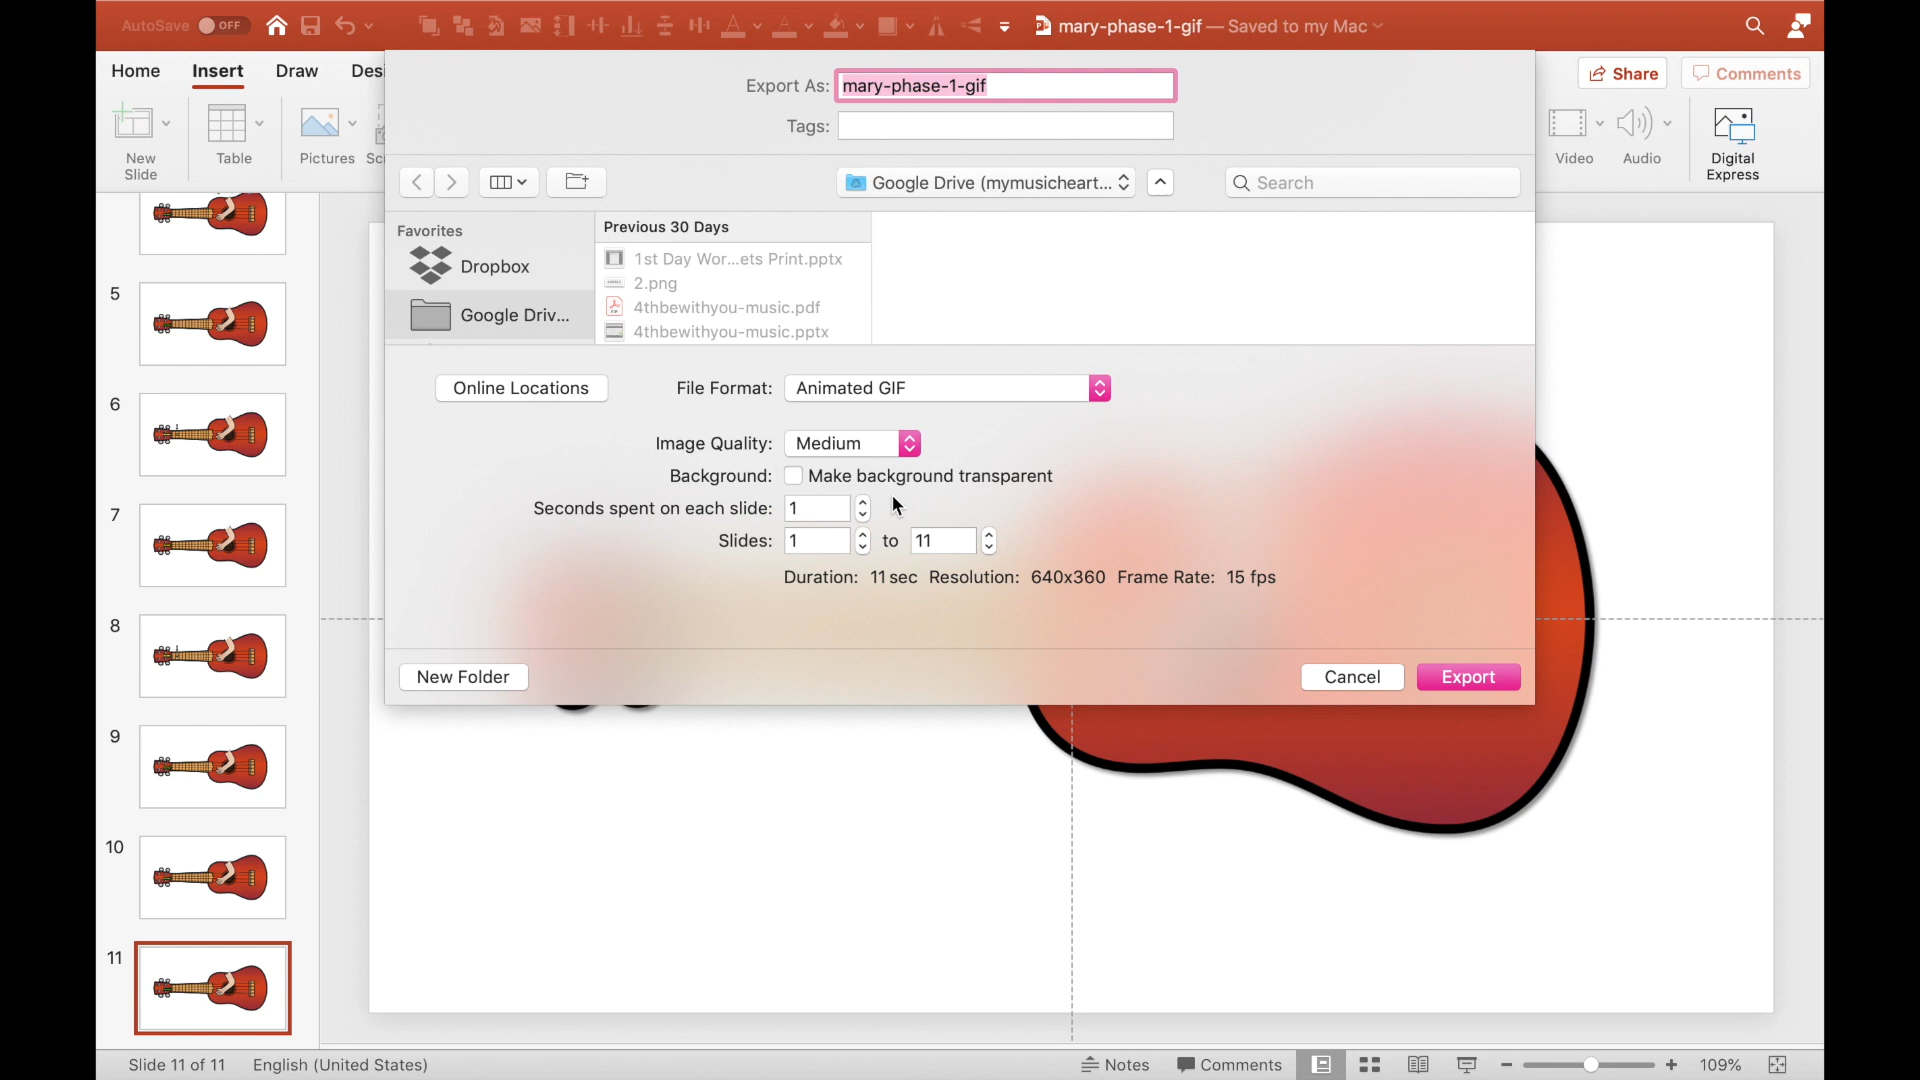 AutoSave OFF mary-phase-1-gif — Saved to my Mac
Home Insert Draw Desi Share Comments
New Slide Table Pictures Scr Video Audio Digital Express
Export As: mary-phase-1-gif
Tags:
Google Drive (mymusicheart... Search
Favorites
Dropbox
Google Driv...
Previous 30 Days
1st Day Wor...ets Print.pptx
2.png
4thbewithyou-music.pdf
4thbewithyou-music.pptx
Online Locations File Format: Animated GIF
Image Quality: Medium
Background: Make background transparent
Seconds spent on each slide: 1
Slides: 1 to 11
Duration: 11 sec Resolution: 640x360 Frame Rate: 15 fps
New Folder Cancel Export
5
6
7
8
9
10
11
Slide 11 of 11 English (United States) Notes Comments 109%